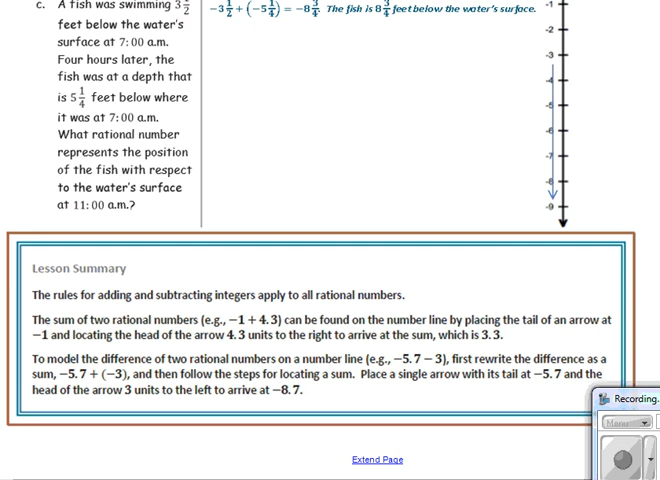 c. A fish was swimming 3 1/2
feet below the water's
surface at 7:00 a.m.
Four hours later, the
fish was at a depth that
is 5 1/4 feet below where
it was at 7:00 a.m.
What rational number
represents the position
of the fish with respect
to the water's surface
at 11:00 a.m.?
−3 1/2 + (−5 1/4) = −8 3/4 The fish is 8 3/4 feet below the water's surface.
-1
-2
-3
-4
-5
-6
-7
-8
-9
Lesson Summary
The rules for adding and subtracting integers apply to all rational numbers.
The sum of two rational numbers (e.g., −1 + 4.3) can be found on the number line by placing the tail of an arrow at
−1 and locating the head of the arrow 4.3 units to the right to arrive at the sum, which is 3.3.
To model the difference of two rational numbers on a number line (e.g., −5.7 − 3), first rewrite the difference as a
sum, −5.7 + (−3), and then follow the steps for locating a sum. Place a single arrow with its tail at −5.7 and the
head of the arrow 3 units to the left to arrive at −8.7.
Recording.
Menu
Extend Page